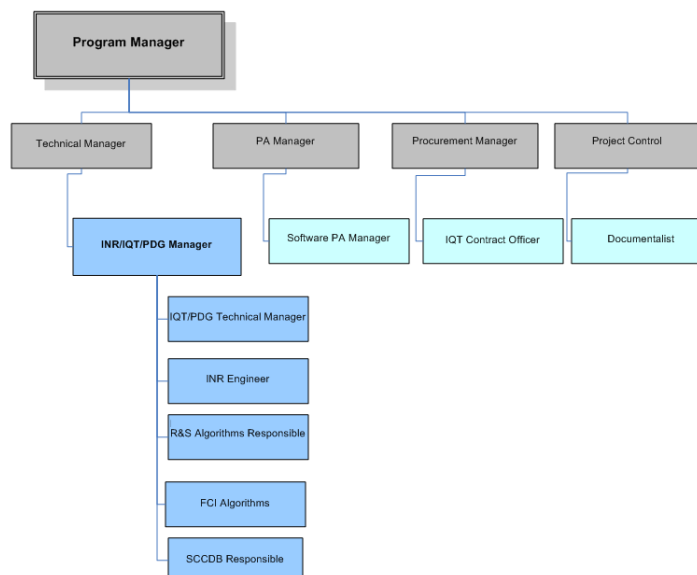 Program Manager
Technical Manager
PA Manager
Procurement Manager
Project Control
INR/IQT/PDG Manager
Software PA Manager
IQT Contract Officer
Documentalist
IQT/PDG Technical Manager
INR Engineer
R&S Algorithms Responsible
FCI Algorithms
SCCDB Responsible